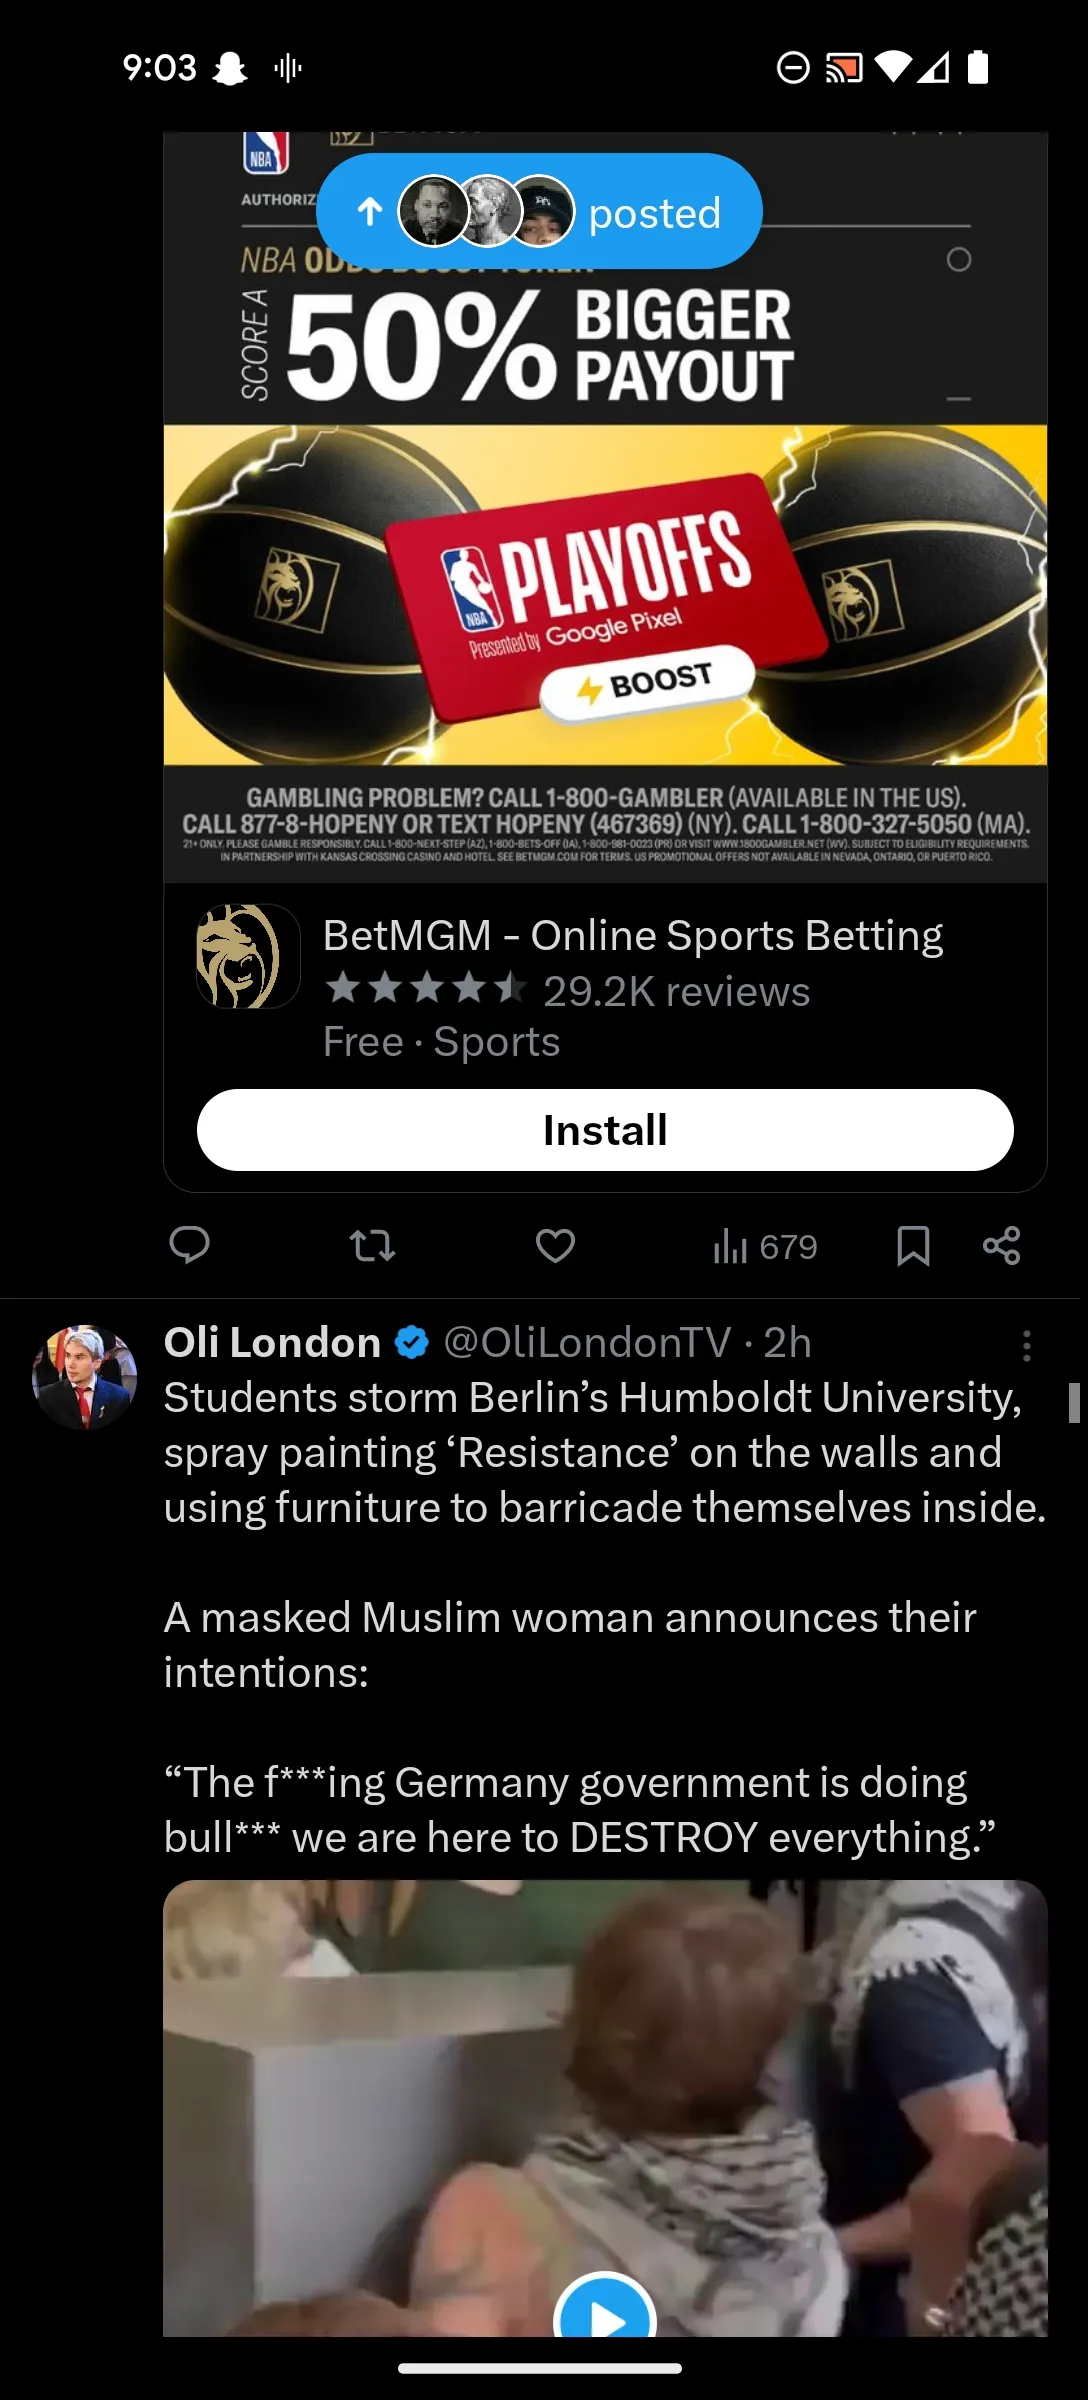 9:03
NBA
AUTHORIZ
posted
NBA
SCORE A
50% BIGGER
PAYOUT
NBA
PLAYOFFS
Presented by Google Pixel
BOOST
GAMBLING PROBLEM? CALL 1-800-GAMBLER (AVAILABLE IN THE US).
CALL 877-8-HOPENY OR TEXT HOPENY (467369) (NY). CALL 1-800-327-5050 (MA).
21+ ONLY. PLEASE GAMBLE RESPONSIBLY. CALL 1-800-NEXT-STEP (AZ), 1-800-BETS-OFF (IA), 1-800-981-0023 (PR) OR VISIT WWW.1800GAMBLER.NET (WV). SUBJECT TO ELIGIBILITY REQUIREMENTS.
IN PARTNERSHIP WITH KANSAS CROSSING CASINO AND HOTEL. SEE BETMGM.COM FOR TERMS. US PROMOTIONAL OFFERS NOT AVAILABLE IN NEVADA, ONTARIO, OR PUERTO RICO.
BetMGM - Online Sports Betting
29.2K reviews
Free · Sports
Install
679
Oli London @OliLondonTV · 2h
Students storm Berlin’s Humboldt University,
spray painting ‘Resistance’ on the walls and
using furniture to barricade themselves inside.
A masked Muslim woman announces their
intentions:
“The f***ing Germany government is doing
bull*** we are here to DESTROY everything.”